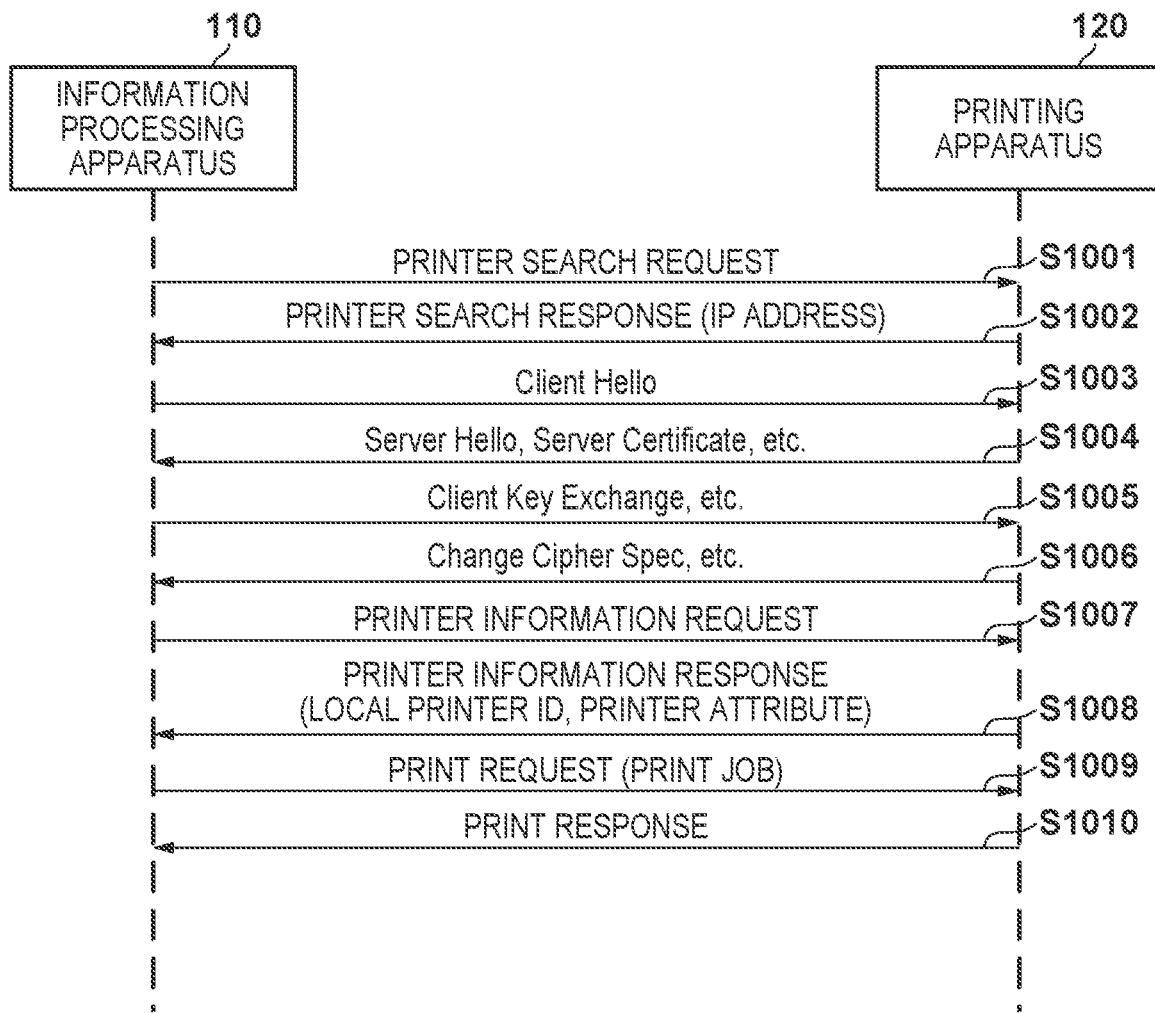 110
120
INFORMATION
PROCESSING
APPARATUS
PRINTING
APPARATUS
PRINTER SEARCH REQUEST
S1001
PRINTER SEARCH RESPONSE (IP ADDRESS)
S1002
Client Hello
S1003
Server Hello, Server Certificate, etc.
S1004
Client Key Exchange, etc.
S1005
Change Cipher Spec, etc.
S1006
PRINTER INFORMATION REQUEST
S1007
PRINTER INFORMATION RESPONSE
(LOCAL PRINTER ID, PRINTER ATTRIBUTE)
S1008
PRINT REQUEST (PRINT JOB)
S1009
PRINT RESPONSE
S1010